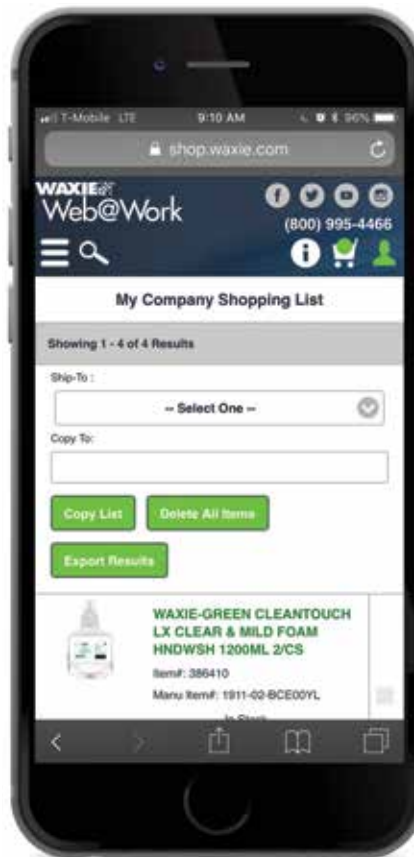 T-Mobile LTE 9:10 AM 96%
shop.waxie.com
WAXIE
Web@Work
(800) 995-4466
My Company Shopping List
Showing 1 - 4 of 4 Results
Ship-To :
-- Select One --
Copy To:
Copy List Delete All Items
Export Results
WAXIE-GREEN CLEANTOUCH
LX CLEAR & MILD FOAM
HNDWSH 1200ML 2/CS
Item#: 386410
Manu Item#: 1911-02-BCE00YL
In Stock